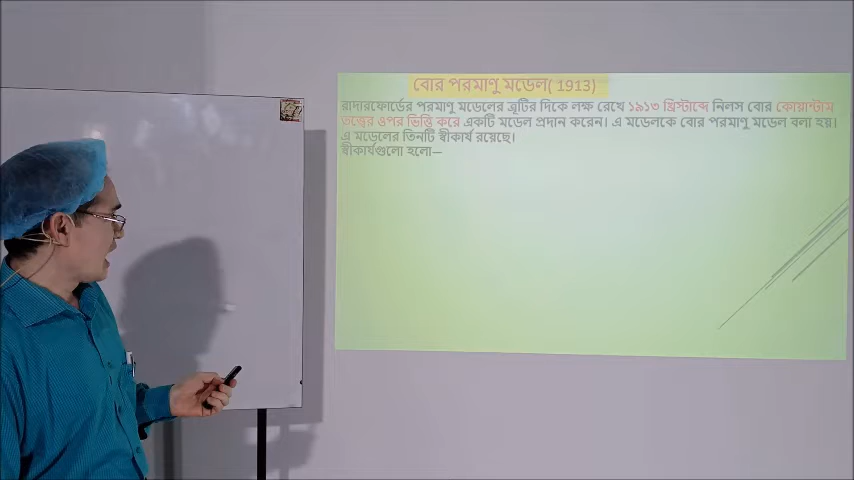 বোর পরমাণু মডেল( 1913)
রাদারফোর্ডের পরমাণু মডেলের ত্রুটির দিকে লক্ষ রেখে ১৯১৩ খ্রিস্টাব্দে নিলস বোর কোয়ান্টাম
তত্ত্বের ওপর ভিত্তি করে একটি মডেল প্রদান করেন। এ মডেলকে বোর পরমাণু মডেল বলা হয়।
এ মডেলের তিনটি স্বীকার্য রয়েছে।
স্বীকার্যগুলো হলো—